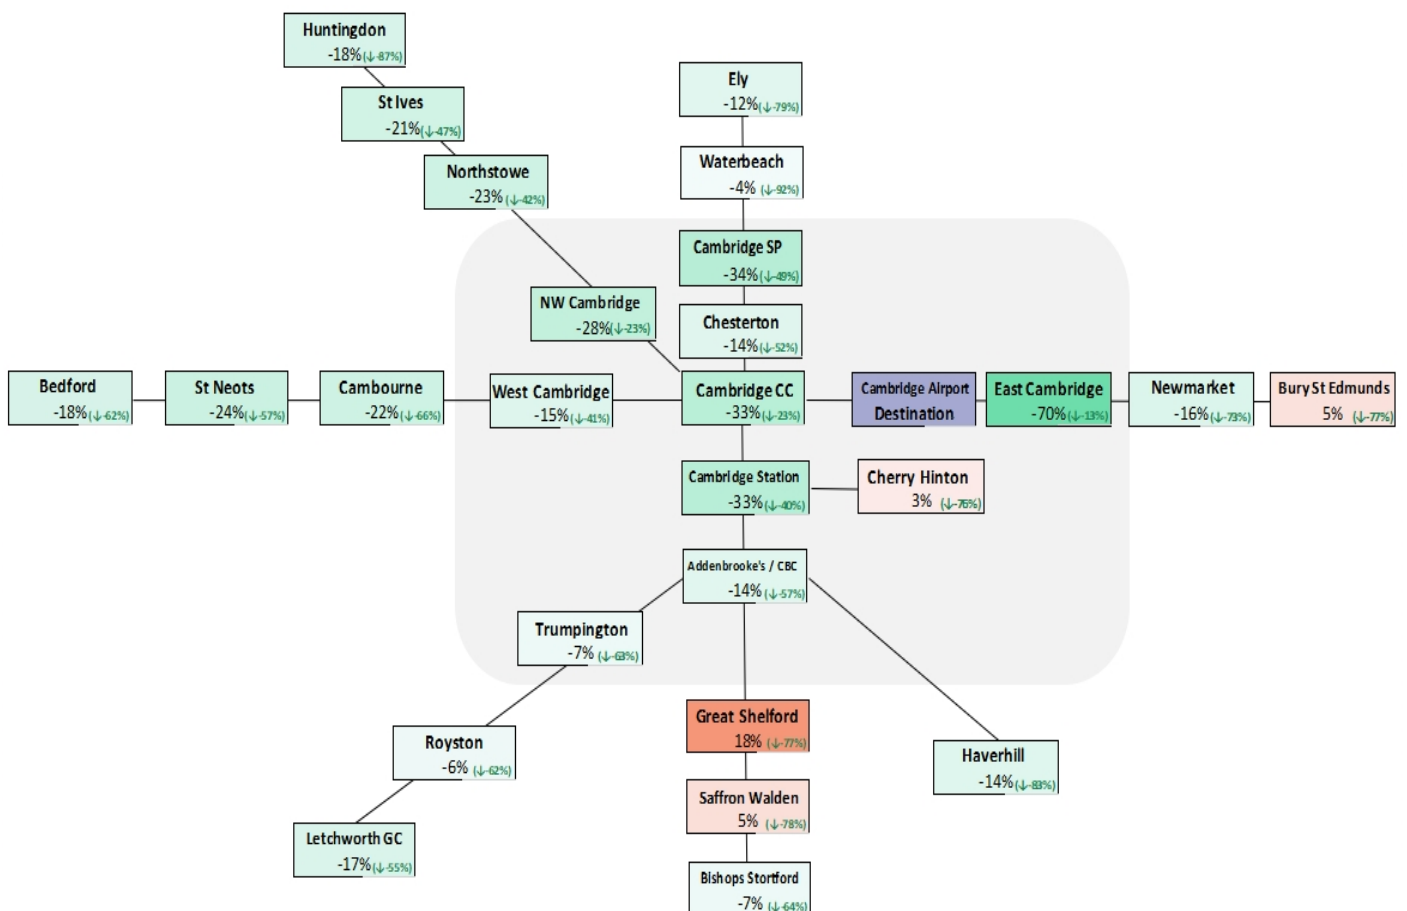 Huntingdon
-18%(↓-87%)
St Ives
-21%(↓-47%)
Northstowe
-23% (↓-42%)
Ely
-12%(↓-79%)
Waterbeach
-4% (↓-92%)
Cambridge SP
-34%(↓-49%)
NW Cambridge
-28%(↓-23%)
Chesterton
-14%(↓-52%)
Bedford
-18%(↓-62%)
St Neots
-24%(↓-57%)
Cambourne
-22%(↓-66%)
West Cambridge
-15%(↓-41%)
Cambridge CC
-33%(↓-23%)
Cambridge Airport
Destination
East Cambridge
-70%(↓-13%)
Newmarket
-16%(↓-73%)
Bury St Edmunds
5% (↓-77%)
Cambridge Station
-33%(↓-40%)
Cherry Hinton
3% (↓-76%)
Addenbrooke's / CBC
-14%(↓-57%)
Trumpington
-7% (↓-63%)
Great Shelford
18% (↓-77%)
Royston
-6% (↓-62%)
Haverhill
-14%(↓-83%)
Saffron Walden
5% (↓-78%)
Letchworth GC
-17%(↓-55%)
Bishops Stortford
-7% (↓-64%)